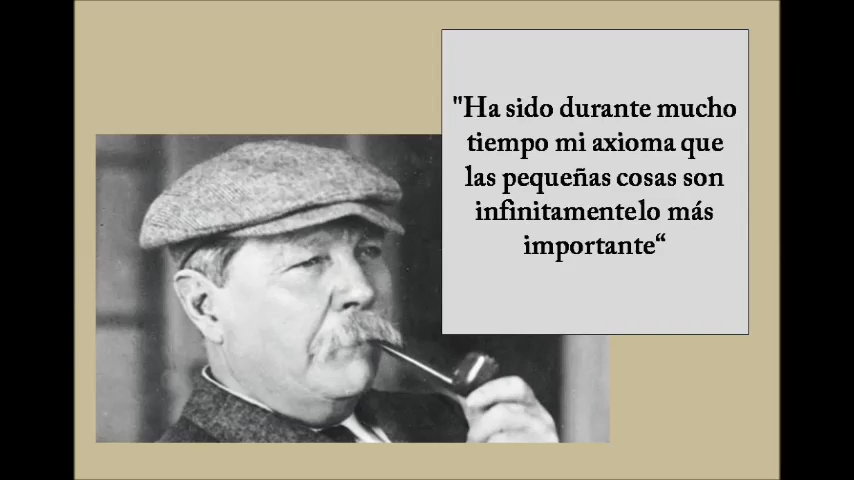 "Ha sido durante mucho
tiempo mi axioma que
las pequeñas cosas son
infinitamentelo más
importante“